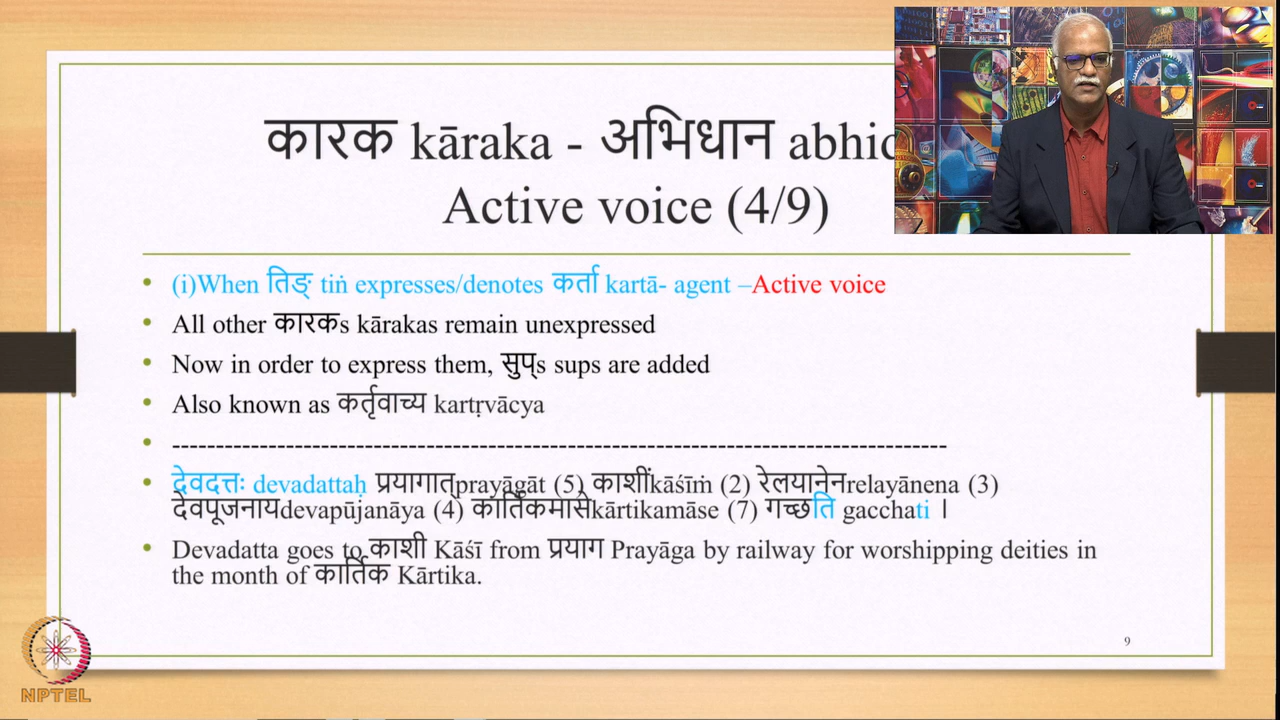 कारक kāraka - अभिधान abhid
Active voice (4/9)
• (i)When तिङ् tiṅ expresses/denotes कर्ता kartā- agent –Active voice
• All other कारकs kārakas remain unexpressed
• Now in order to express them, सुप्s sups are added
• Also known as कर्तृवाच्य kartṛvācya
• ----------------------------------------------------------------------------------------
• देवदत्तः devadattaḥ प्रयागात्prayāgāt (5) काशींkāśīṁ (2) रेलयानेनrelayānena (3)
देवपूजनायdevapūjanāya (4) कार्तिकमासेkārtikamāse (7) गच्छति gacchati ।
• Devadatta goes to काशी Kāśī from प्रयाग Prayāga by railway for worshipping deities in
the month of कार्तिक Kārtika.
9
NPTEL